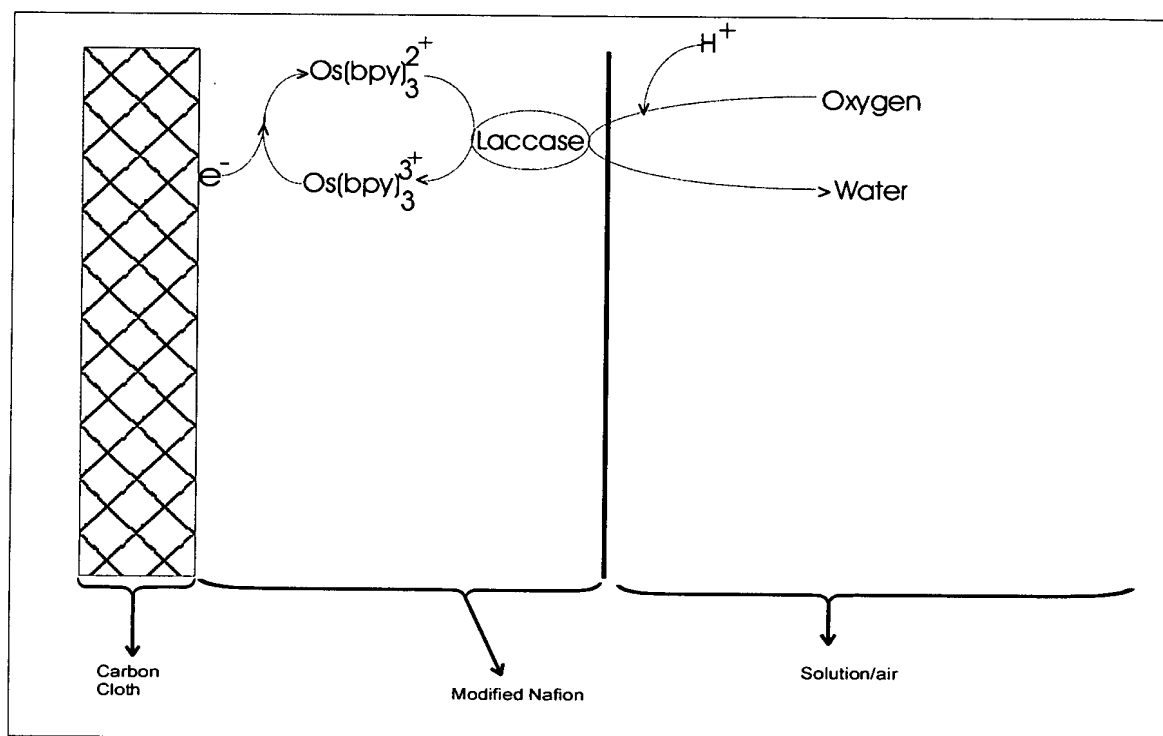 H+
Os(bpy)₃²⁺
Oxygen
Laccase
e⁻
Os(bpy)₃³⁺
Water
Carbon
Cloth
Modified Nafion
Solution/air